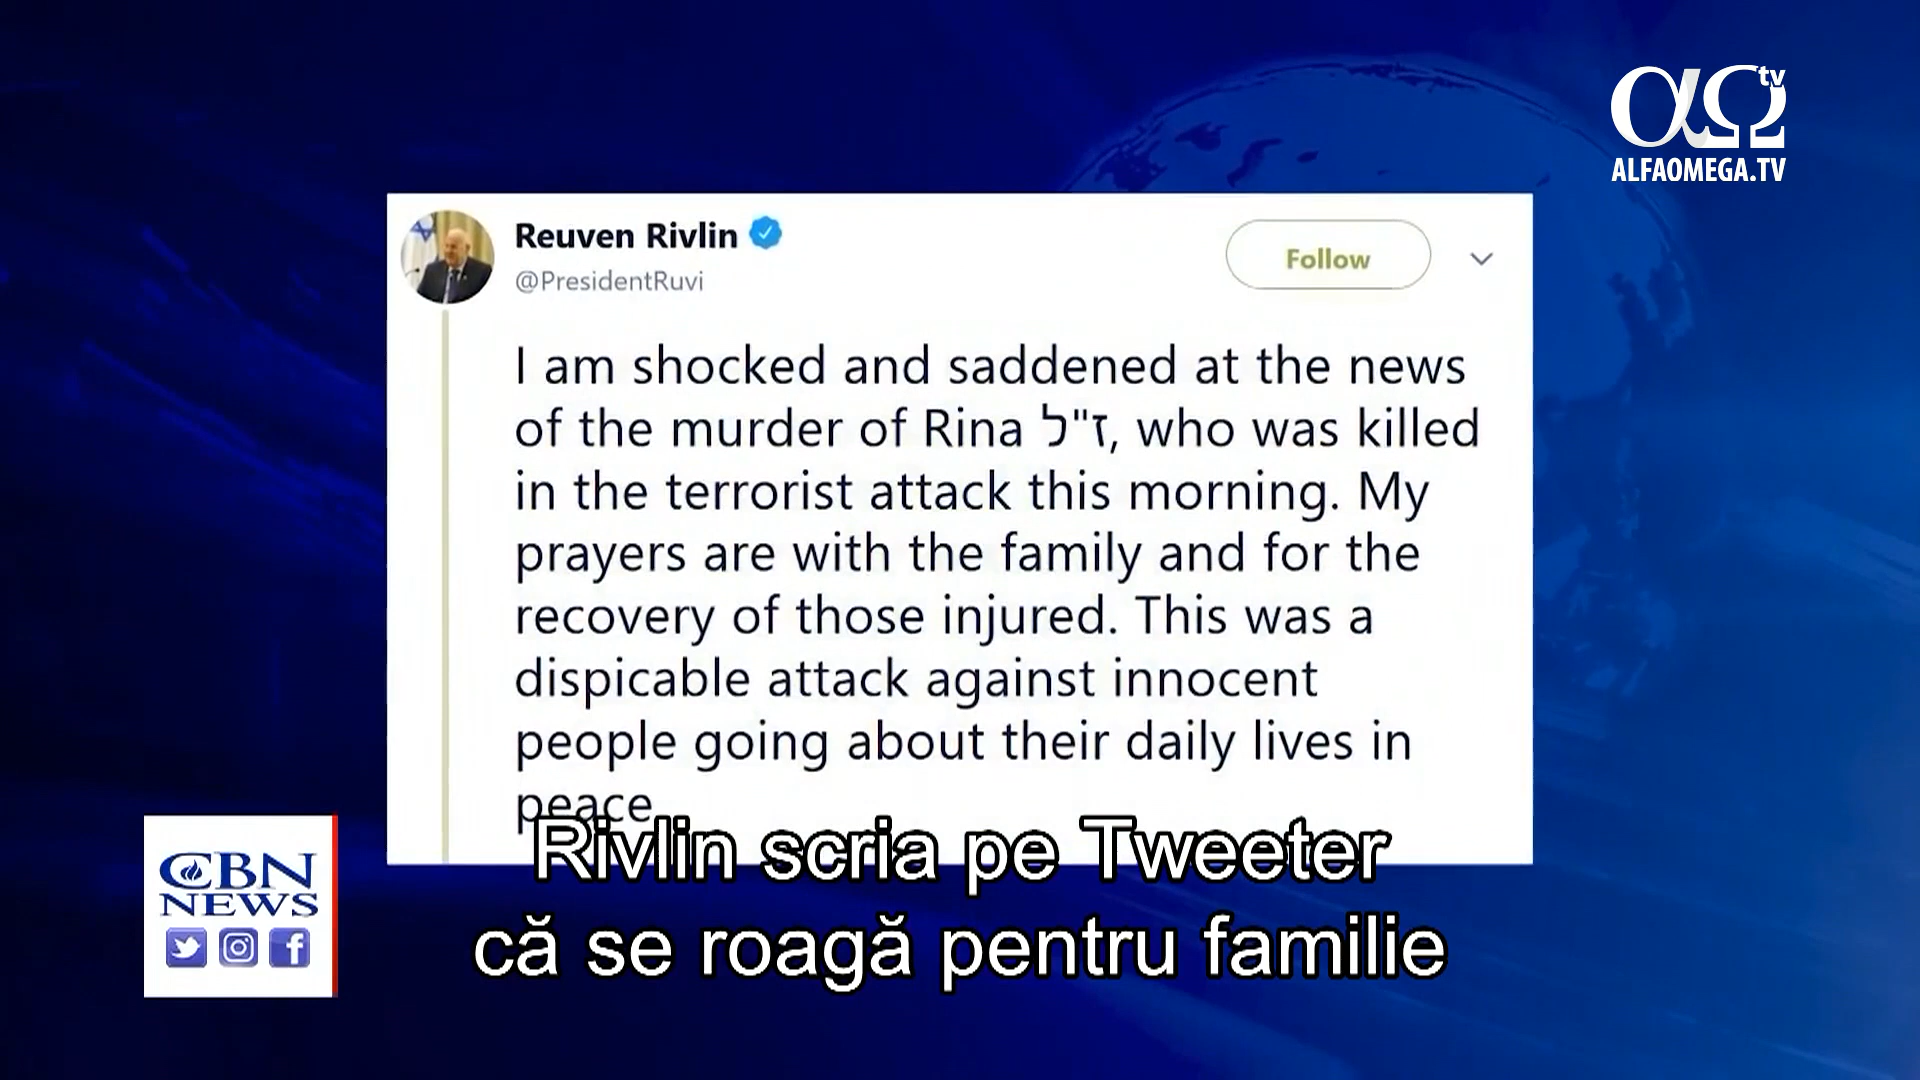 tv
αΩ
ALFAOMEGA.TV
Reuven Rivlin
@PresidentRuvi
Follow
I am shocked and saddened at the news
of the murder of Rina ז"ל, who was killed
in the terrorist attack this morning. My
prayers are with the family and for the
recovery of those injured. This was a
dispicable attack against innocent
people going about their daily lives in
peace
Rivlin scria pe Tweeter
că se roagă pentru familie
CBN
NEWS